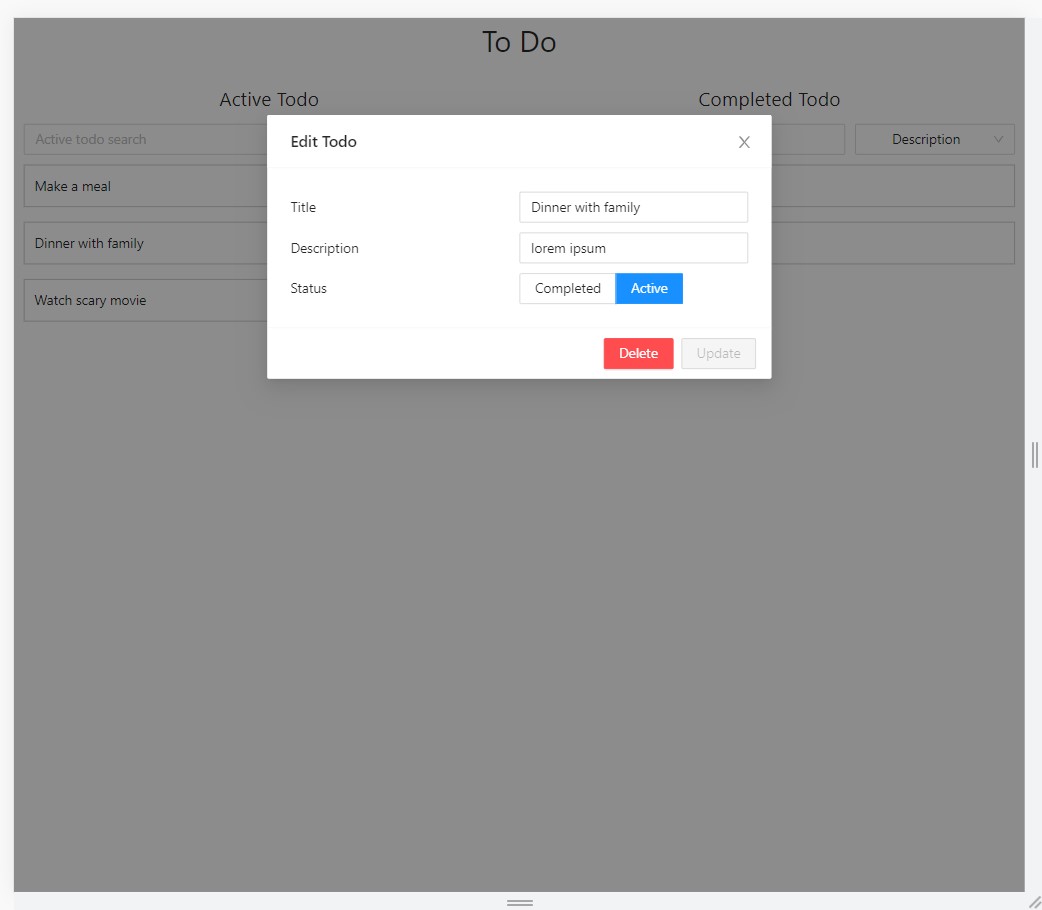 To Do
Active Todo
Completed Todo
Active todo search
Description
Make a meal
Dinner with family
Watch scary movie
Edit Todo
Title
Dinner with family
Description
lorem ipsum
Status
Completed
Active
Delete
Update